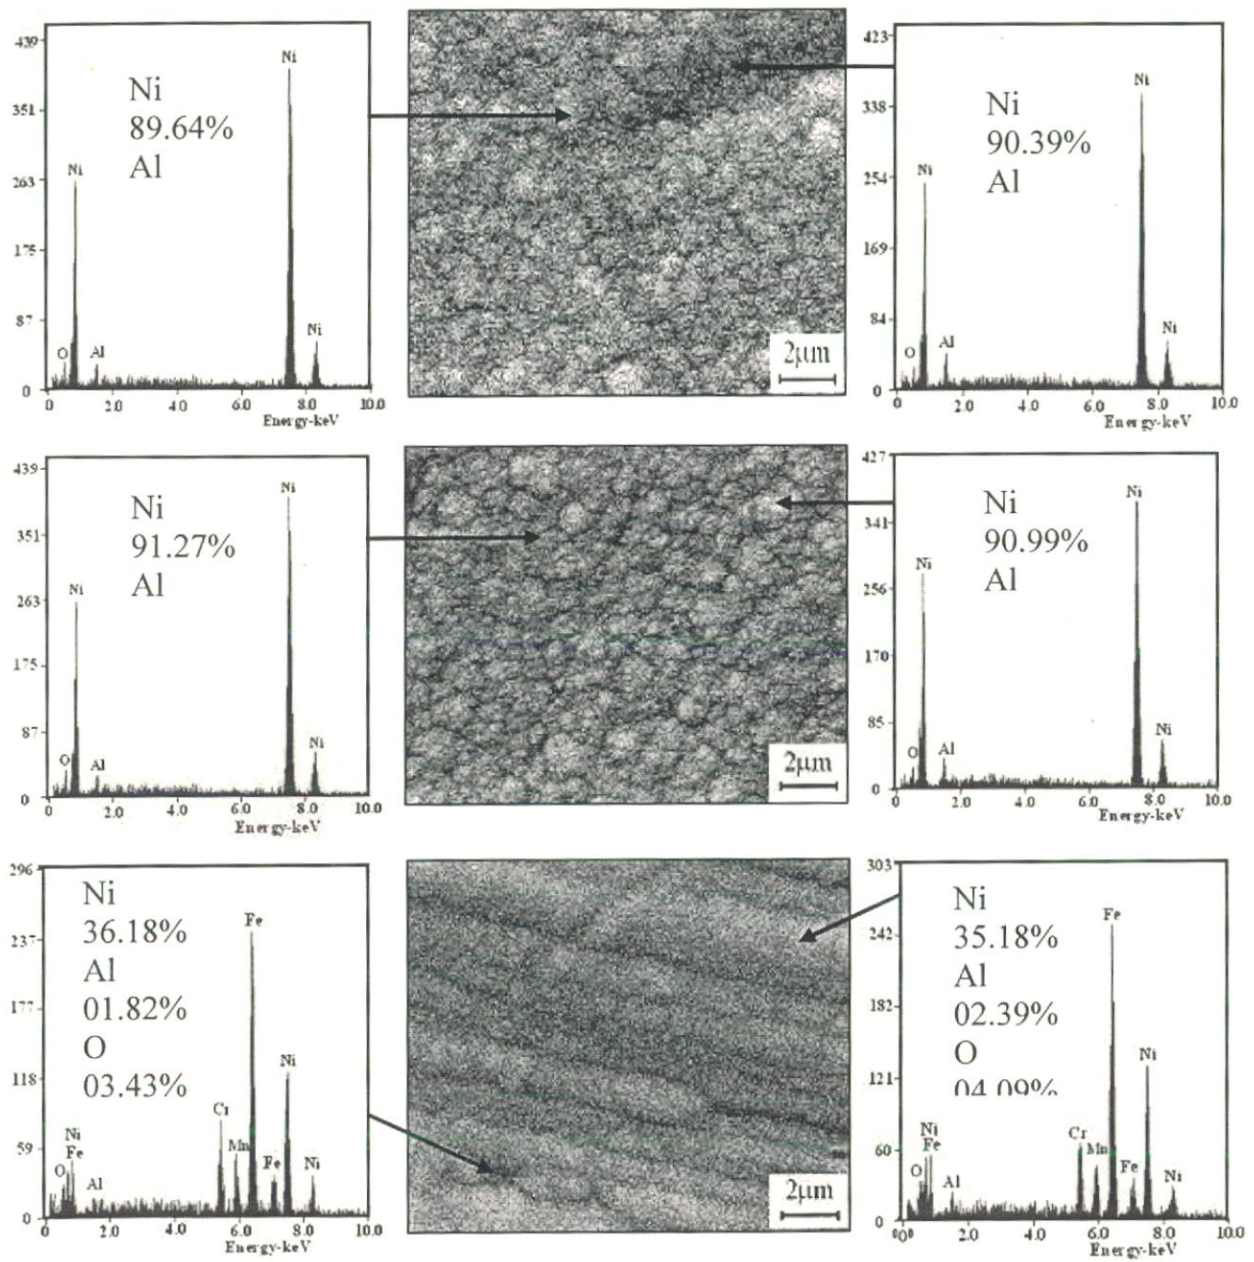 439
351
263
175
87
0
Ni
89.64%
Al
Ni
Ni
Ni
O
Al
0
2.0
4.0
6.0
8.0
10.0
Energy-keV
2μm
423
338
254
169
84
0
Ni
90.39%
Al
Ni
Ni
Ni
O
Al
0
2.0
4.0
6.0
8.0
10.0
Energy-keV
439
351
263
175
87
0
Ni
91.27%
Al
Ni
Ni
Ni
O
Al
0
2.0
4.0
6.0
8.0
10.0
Energy-keV
2μm
427
341
256
170
85
0
Ni
90.99%
Al
Ni
Ni
Ni
O
Al
0
2.0
4.0
6.0
8.0
10.0
Energy-keV
296
237
177
118
59
0
Ni
36.18%
Al
01.82%
O
03.43%
Fe
Ni
Cr
Mn
Fe
Ni
Ni
Fe
O
Al
0
2.0
4.0
6.0
8.0
10.0
Energy-keV
2μm
303
242
182
121
60
0
Ni
35.18%
Al
02.39%
O
04.09%
Fe
Ni
Cr
Mn
Fe
Ni
Ni
Fe
O
Al
0
2.0
4.0
6.0
8.0
10.0
Energy-keV